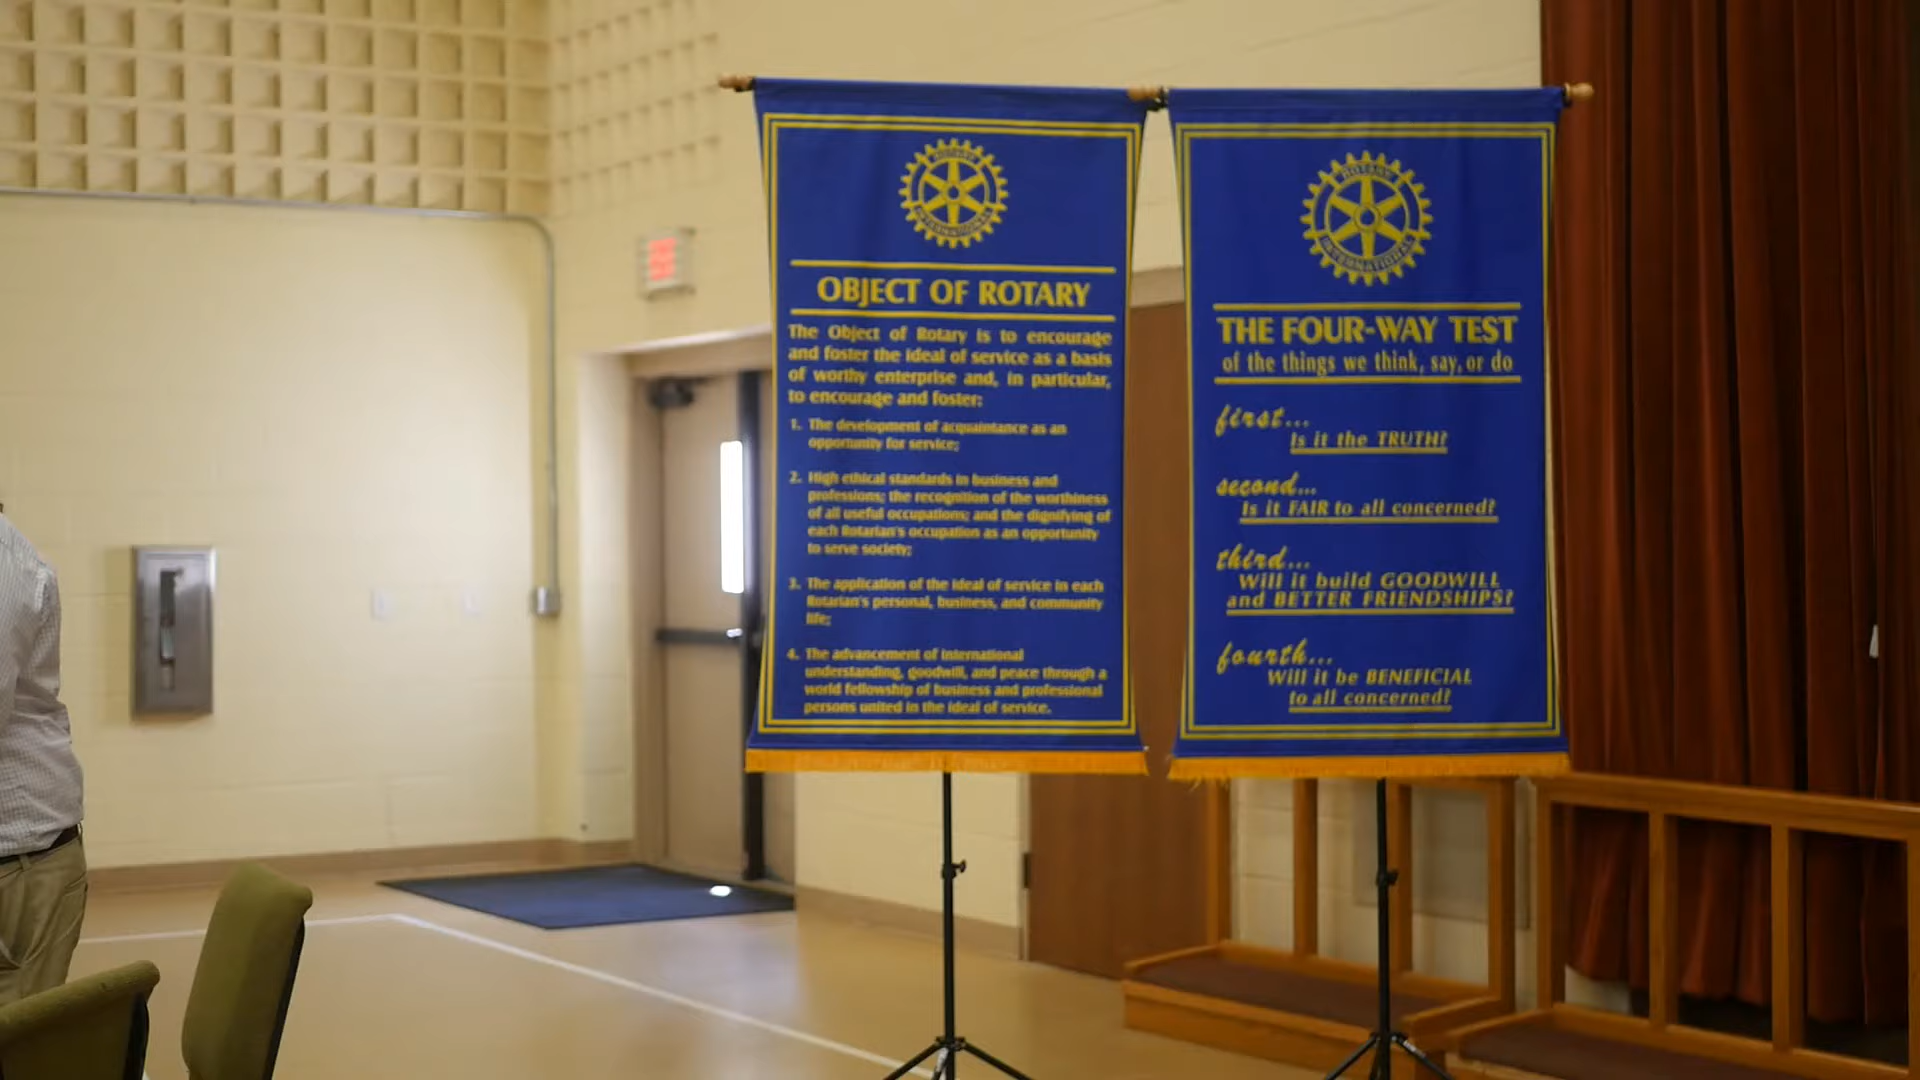 ROTARY
INTERNATIONAL
OBJECT OF ROTARY
The Object of Rotary is to encourage
and foster the ideal of service as a basis
of worthy enterprise and, in particular,
to encourage and foster:
1. The development of acquaintance as an
opportunity for service;
2. High ethical standards in business and
professions; the recognition of the worthiness
of all useful occupations; and the dignifying of
each Rotarian's occupation as an opportunity
to serve society;
3. The application of the ideal of service in each
Rotarian's personal, business, and community
life;
4. The advancement of international
understanding, goodwill, and peace through a
world fellowship of business and professional
persons united in the ideal of service.
ROTARY
INTERNATIONAL
THE FOUR-WAY TEST
of the things we think, say, or do
first...
Is it the TRUTH?
second...
Is it FAIR to all concerned?
third...
Will it build GOODWILL
and BETTER FRIENDSHIPS?
fourth...
Will it be BENEFICIAL
to all concerned?